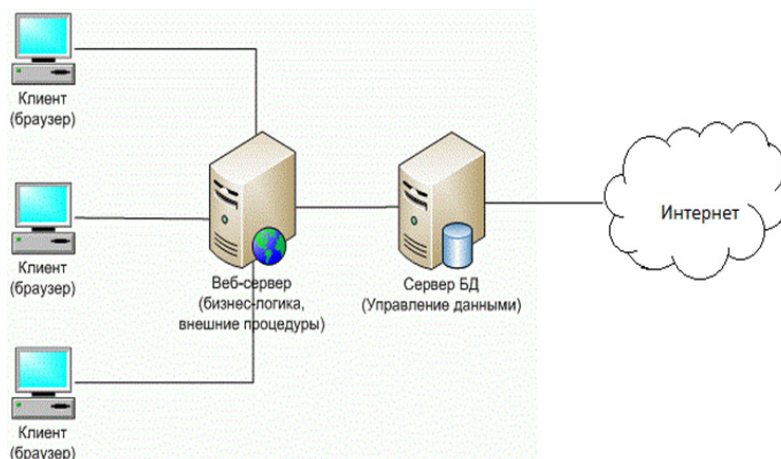 Клиент
(браузер)
Клиент
(браузер)
Клиент
(браузер)
Веб-сервер
(бизнес-логика,
внешние процедуры)
Сервер БД
(Управление данными)
Интернет